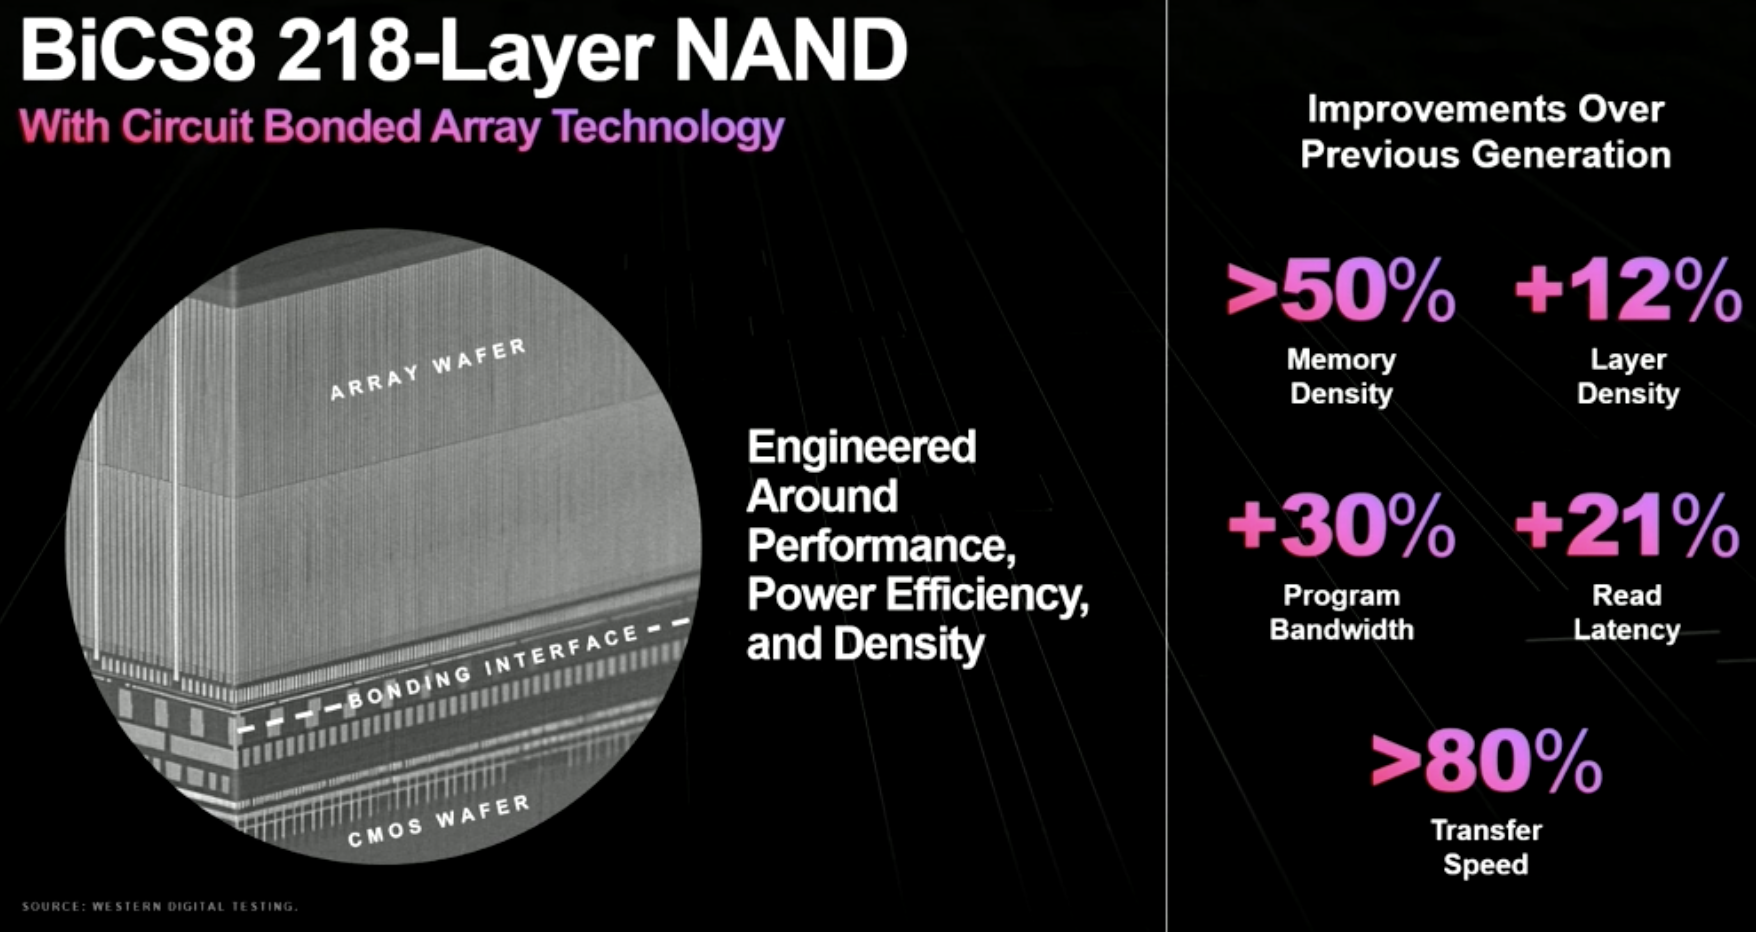 BiCS8 218-Layer NAND
With Circuit Bonded Array Technology
ARRAY WAFER
BONDING INTERFACE
CMOS WAFER
Engineered
Around
Performance,
Power Efficiency,
and Density
SOURCE: WESTERN DIGITAL TESTING.
Improvements Over
Previous Generation
>50%
Memory
Density
+12%
Layer
Density
+30%
Program
Bandwidth
+21%
Read
Latency
>80%
Transfer
Speed